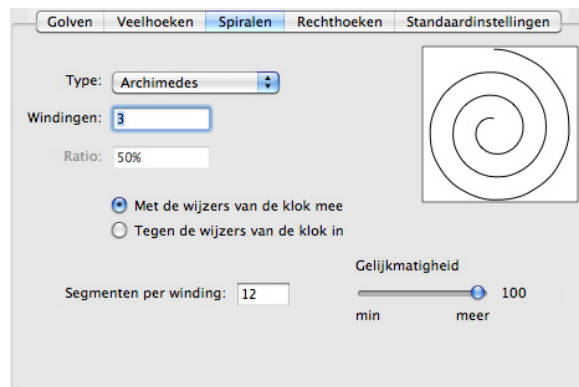 Golven Veelhoeken Spiralen Rechthoeken Standaardinstellingen
Type: Archimedes
Windingen: 3
Ratio: 50%
Met de wijzers van de klok mee
Tegen de wijzers van de klok in
Gelijkmatigheid
Segmenten per winding: 12
100
min meer